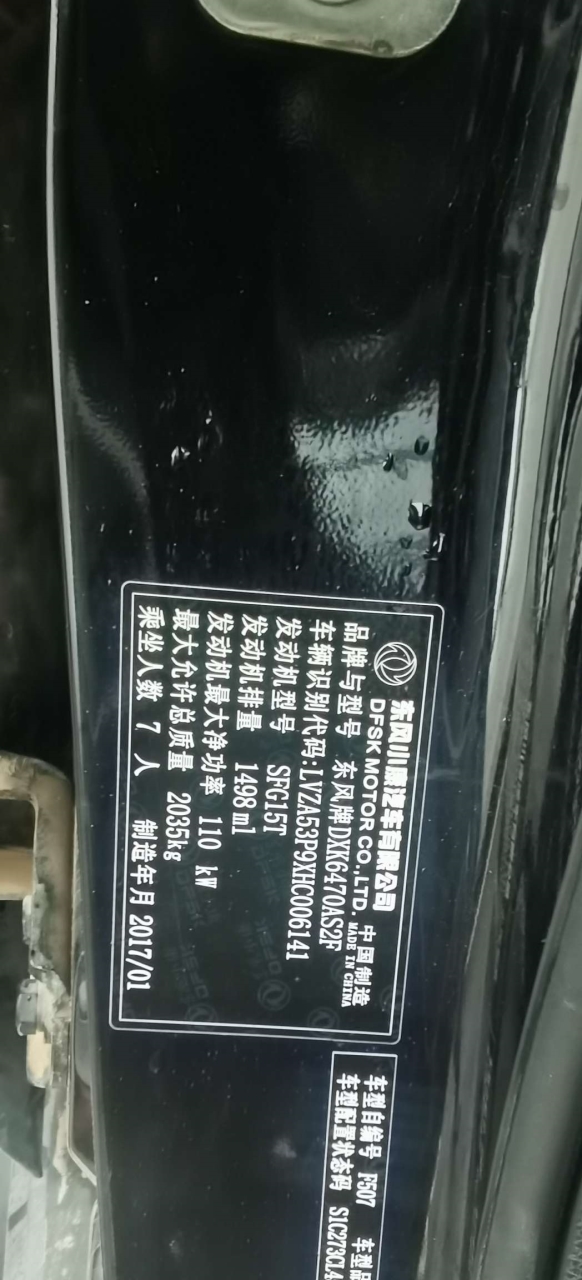 东风小康汽车有限公司
DFSK MOTOR CO.,LTD. 中国制造
MADE IN CHINA
品牌与型号 东风牌DXK6470AS2F
车辆识别代码:LVZA53P9XHC006141
发动机型号 SFG15T
发动机排量 1498 ml
发动机最大净功率 110 kW
最大允许总质量 2035kg
乘坐人数 7 人 制造年月 2017/01
车型自编号 F507 车型
车型配置状态码 S1C273CL4